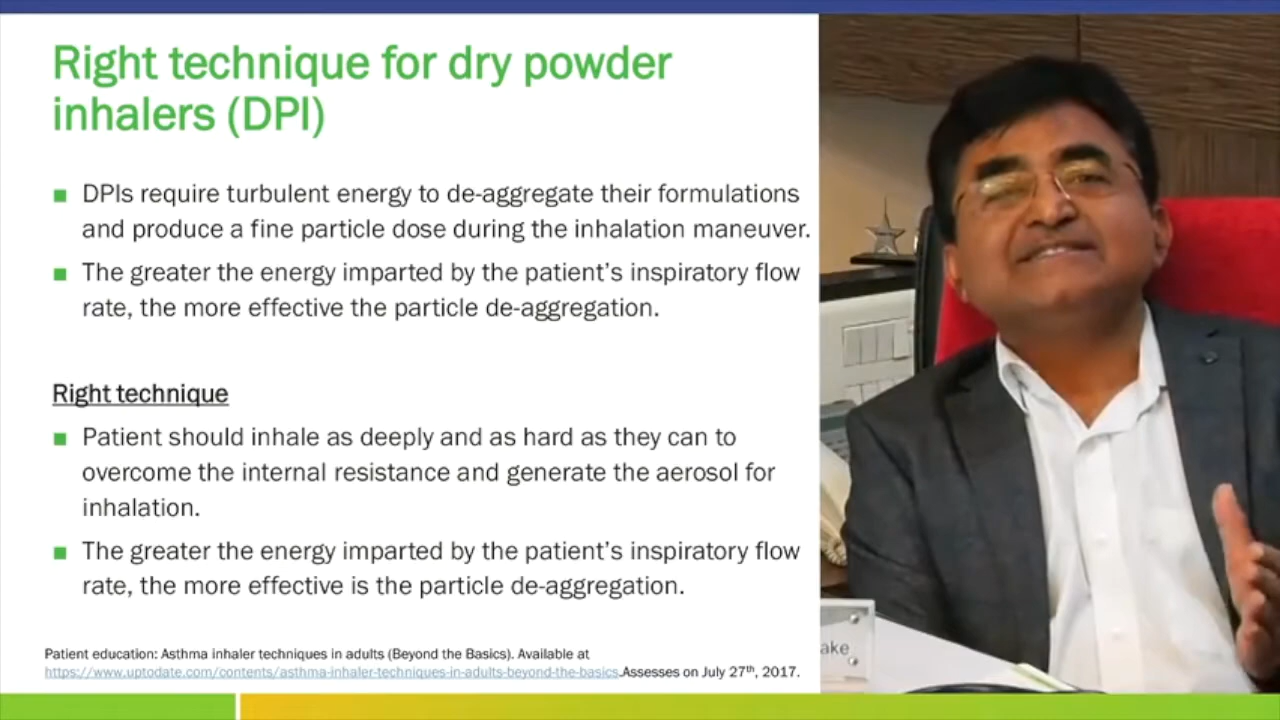 Right technique for dry powder
inhalers (DPI)
DPIs require turbulent energy to de-aggregate their formulations
and produce a fine particle dose during the inhalation maneuver.
The greater the energy imparted by the patient’s inspiratory flow
rate, the more effective the particle de-aggregation.
Right technique
Patient should inhale as deeply and as hard as they can to
overcome the internal resistance and generate the aerosol for
inhalation.
The greater the energy imparted by the patient’s inspiratory flow
rate, the more effective is the particle de-aggregation.
Patient education: Asthma inhaler techniques in adults (Beyond the Basics). Available at
https://www.uptodate.com/contents/asthma-inhaler-techniques-in-adults-beyond-the-basics.Assesses on July 27th, 2017.
ake